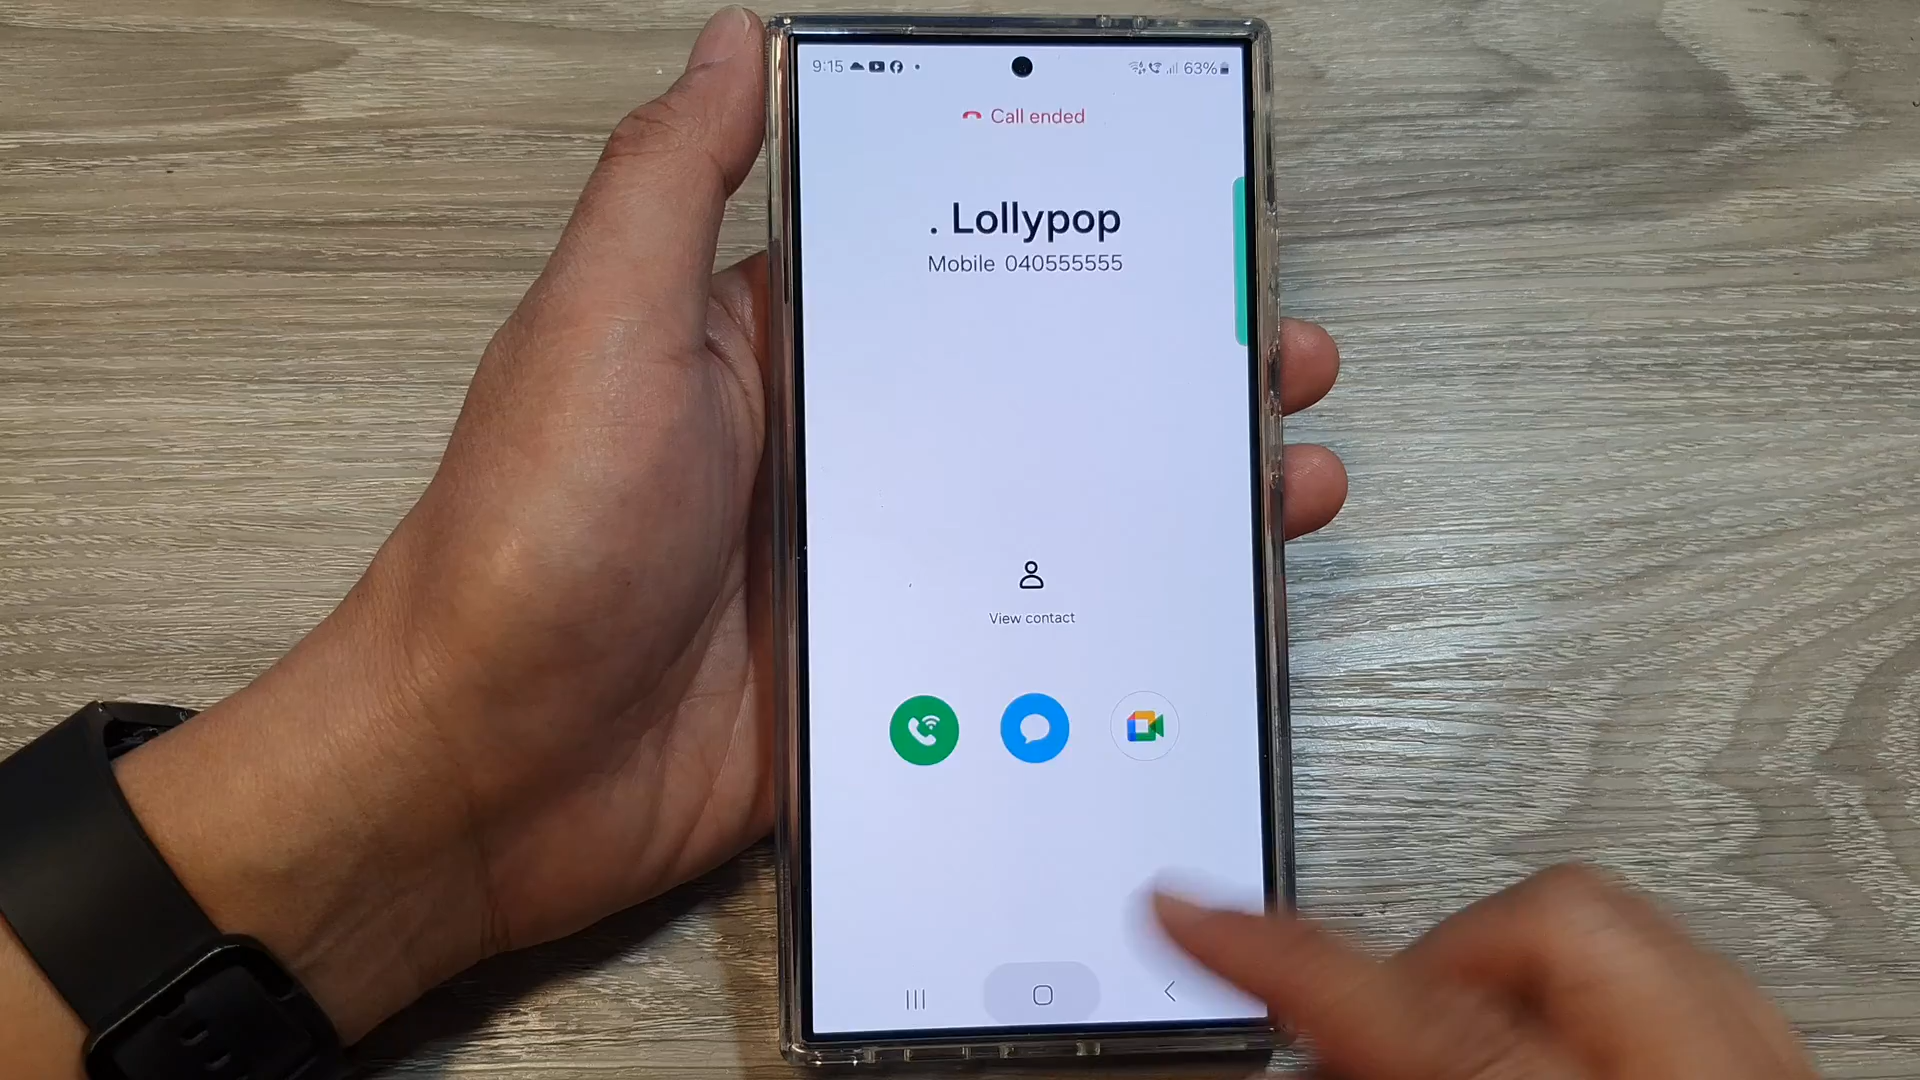 9:15 63%
Call ended
. Lollypop
Mobile 040555555
View contact